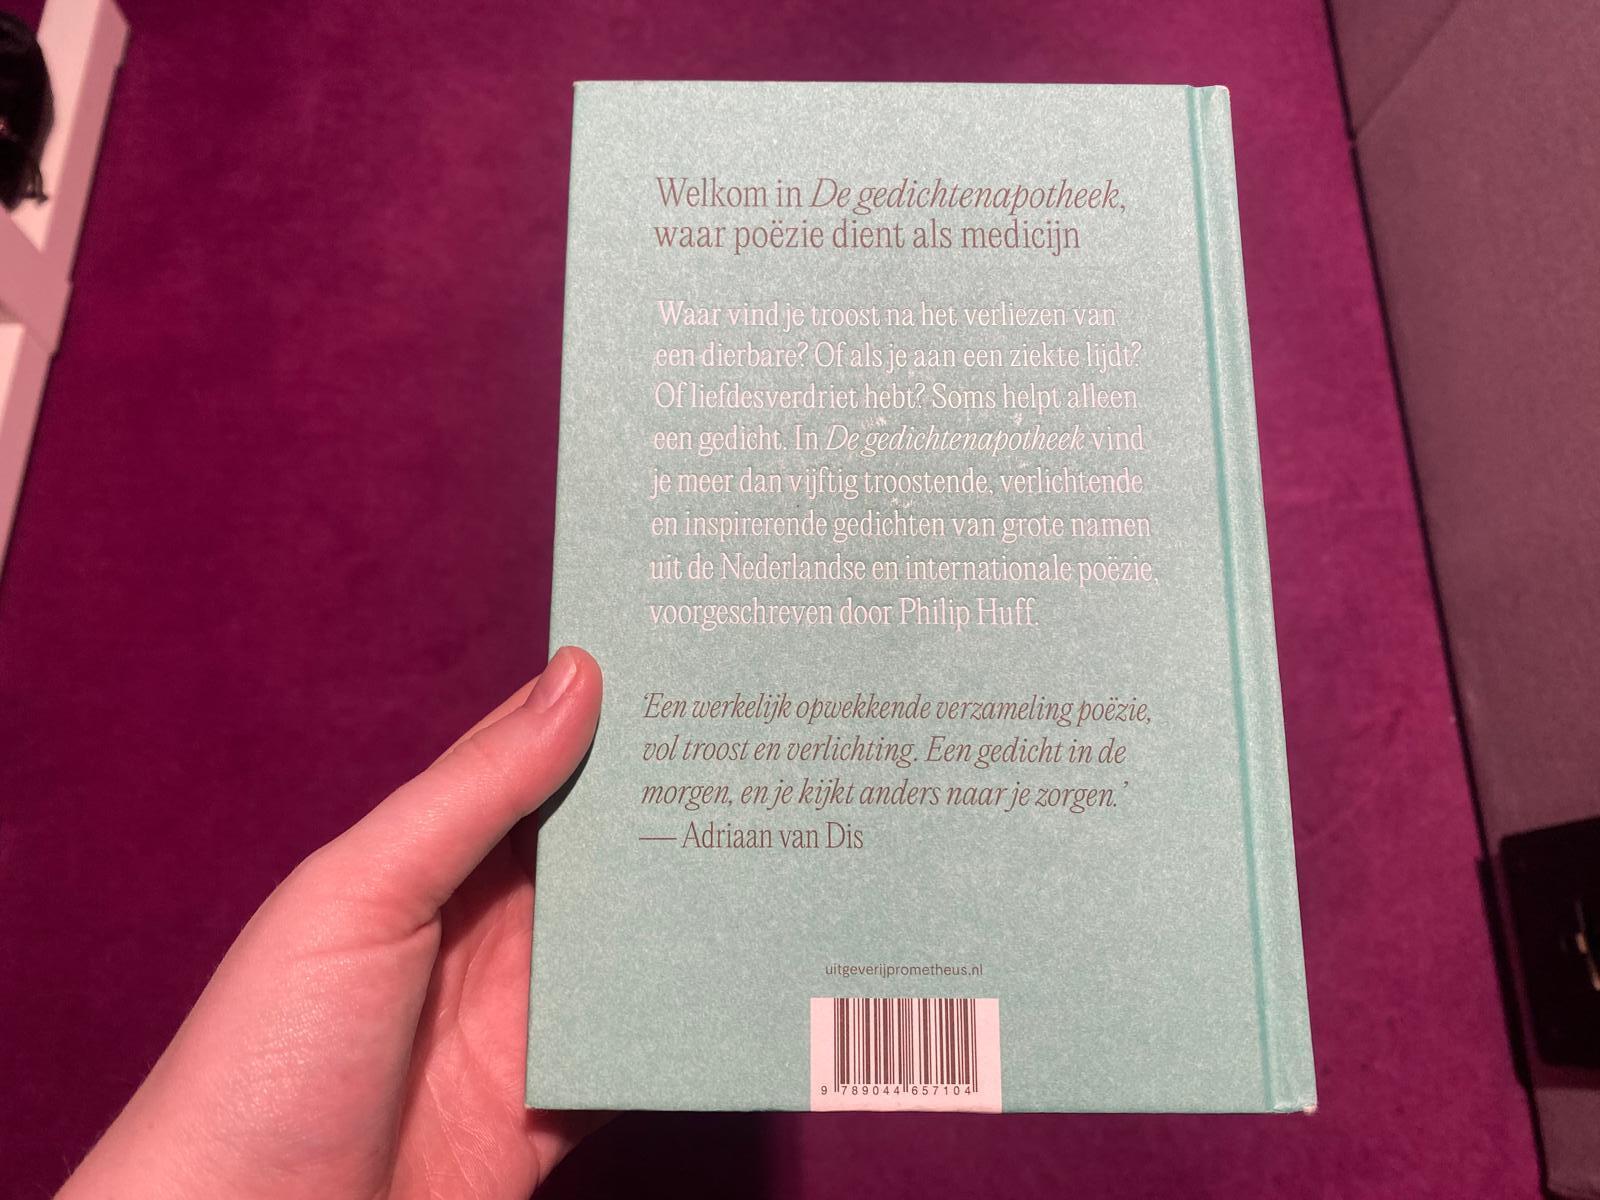 Welkom in De gedichtenapotheek,
waar poëzie dient als medicijn
Waar vind je troost na het verliezen van
een dierbare? Of als je aan een ziekte lijdt?
Of liefdesverdriet hebt? Soms helpt alleen
een gedicht. In De gedichtenapotheek vind
je meer dan vijftig troostende, verlichtende
en inspirerende gedichten van grote namen
uit de Nederlandse en internationale poëzie,
voorgeschreven door Philip Huff.
‘Een werkelijk opwekkende verzameling poëzie,
vol troost en verlichting. Een gedicht in de
morgen, en je kijkt anders naar je zorgen.’
— Adriaan van Dis
uitgeverijprometheus.nl
9 789044 657104